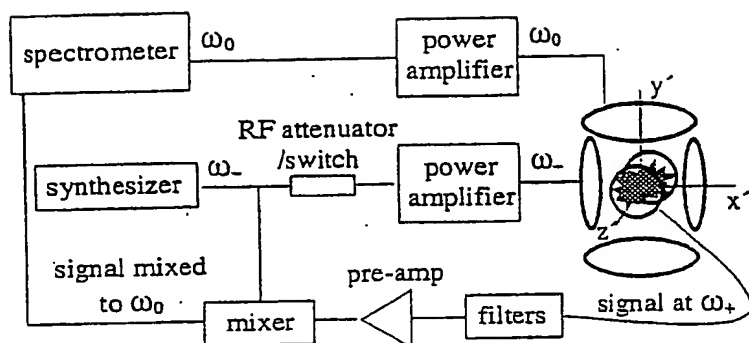 spectrometer
ω₀
power
amplifier
ω₀
y´
RF attenuator
/switch
synthesizer
ω₋
power
amplifier
ω₋
x´
z´
signal mixed
to ω₀
pre-amp
mixer
filters
signal at ω₊